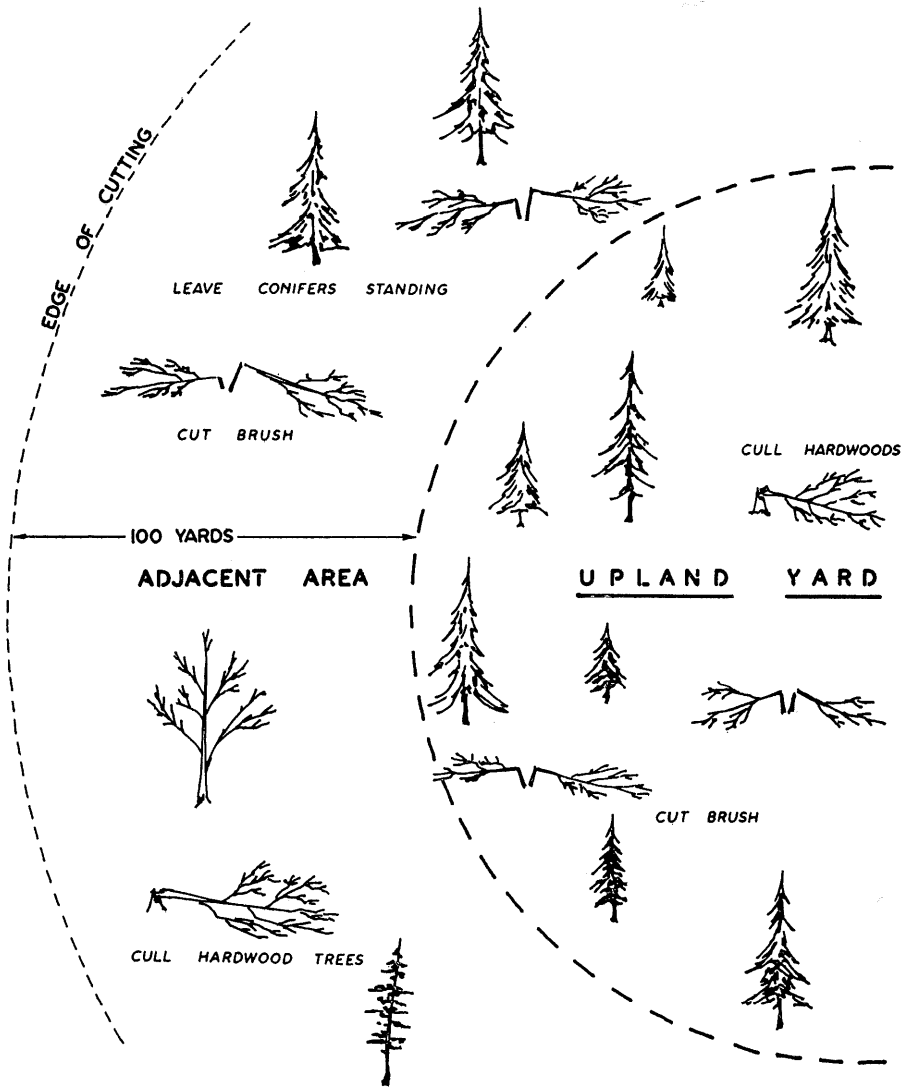 EDGE OF CUTTING
LEAVE CONIFERS STANDING
CUT BRUSH
CULL HARDWOODS
100 YARDS
ADJACENT AREA
UPLAND YARD
CUT BRUSH
CULL HARDWOOD TREES